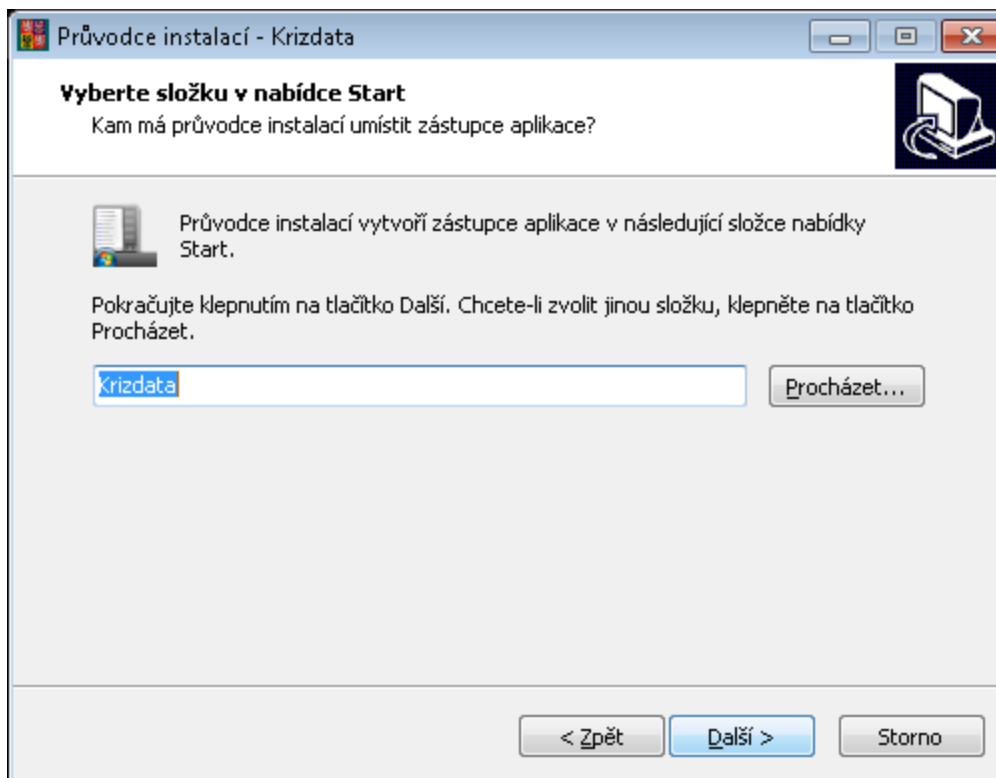 Průvodce instalací - Krizdata
Vyberte složku v nabídce Start
Kam má průvodce instalací umístit zástupce aplikace?
Průvodce instalací vytvoří zástupce aplikace v následující složce nabídky
Start.
Pokračujte klepnutím na tlačítko Další. Chcete-li zvolit jinou složku, klepněte na tlačítko
Procházet.
Krizdata
Procházet...
< Zpět
Další >
Storno